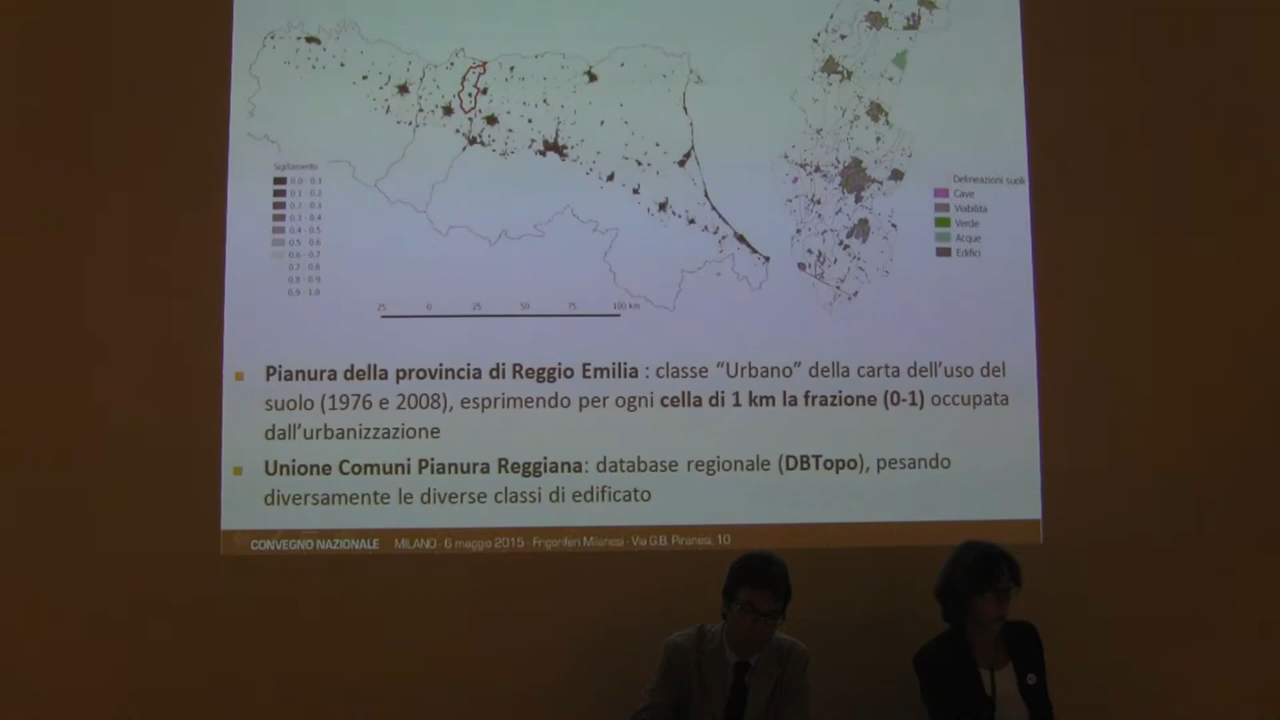 Sigillamento
0.0 - 0.1
0.1 - 0.2
0.2 - 0.3
0.3 - 0.4
0.4 - 0.5
0.5 - 0.6
0.6 - 0.7
0.7 - 0.8
0.8 - 0.9
0.9 - 1.0
25 0 25 50 75 100 km
Delineazioni suoli
Cave
Viabilità
Verde
Acque
Edifici
Pianura della provincia di Reggio Emilia : classe “Urbano” della carta dell’uso del
suolo (1976 e 2008), esprimendo per ogni cella di 1 km la frazione (0-1) occupata
dall’urbanizzazione
Unione Comuni Pianura Reggiana: database regionale (DBTopo), pesando
diversamente le diverse classi di edificato
CONVEGNO NAZIONALE MILANO - 6 maggio 2015 - Frigoriferi Milanesi - Via G.B. Piranesi, 10